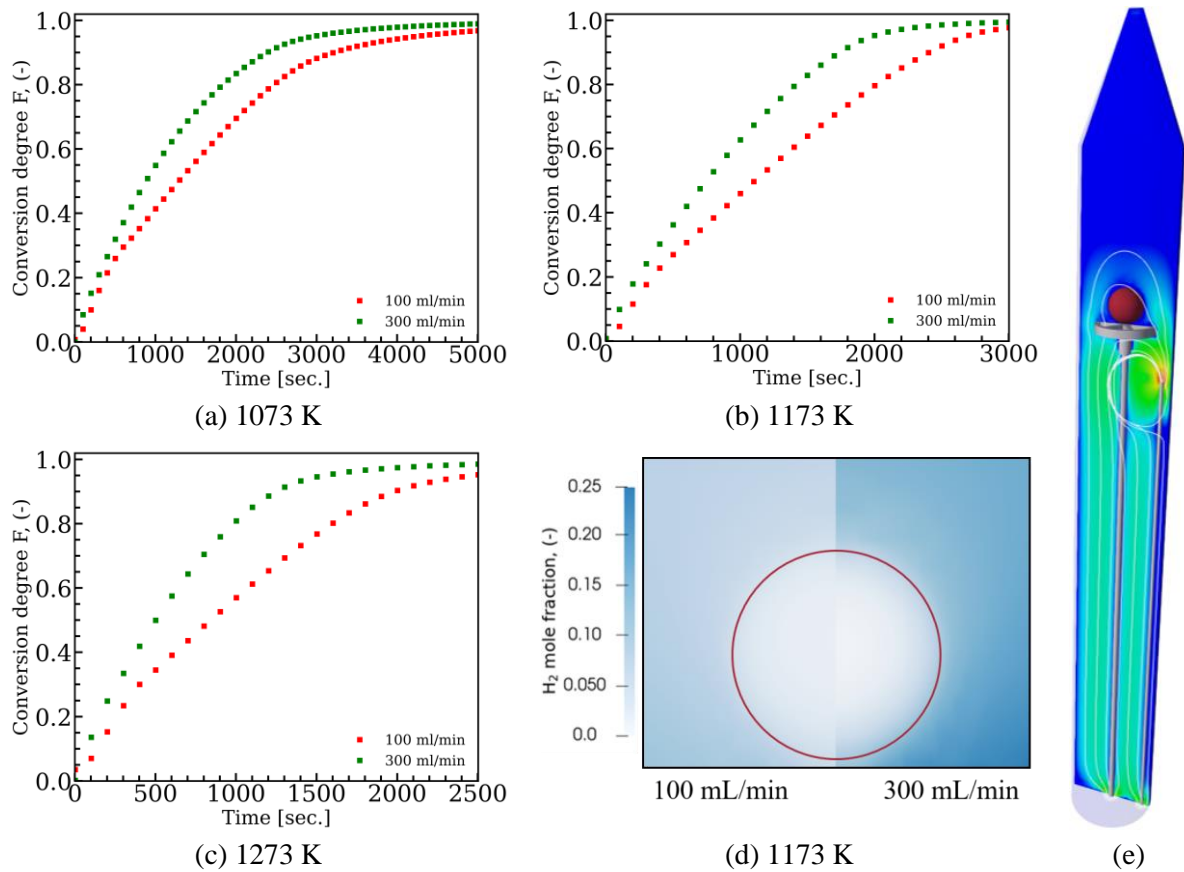 Conversion degree F, (-)
1.0
0.8
0.6
0.4
0.2
0.0
100 ml/min
300 ml/min
0 1000 2000 3000 4000 5000
Time [sec.]
(a) 1073 K
Conversion degree F, (-)
1.0
0.8
0.6
0.4
0.2
0.0
100 ml/min
300 ml/min
0 1000 2000 3000
Time [sec.]
(b) 1173 K
Conversion degree F, (-)
1.0
0.8
0.6
0.4
0.2
0.0
100 ml/min
300 ml/min
0 500 1000 1500 2000 2500
Time [sec.]
(c) 1273 K
H₂ mole fraction, (-)
0.25
0.20
0.15
0.10
0.050
0.0
100 mL/min 300 mL/min
(d) 1173 K
(e)